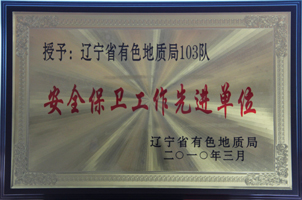 授予：辽宁省有色地质局103队
安全保卫工作先进单位
辽宁省有色地质局
二〇一〇年三月